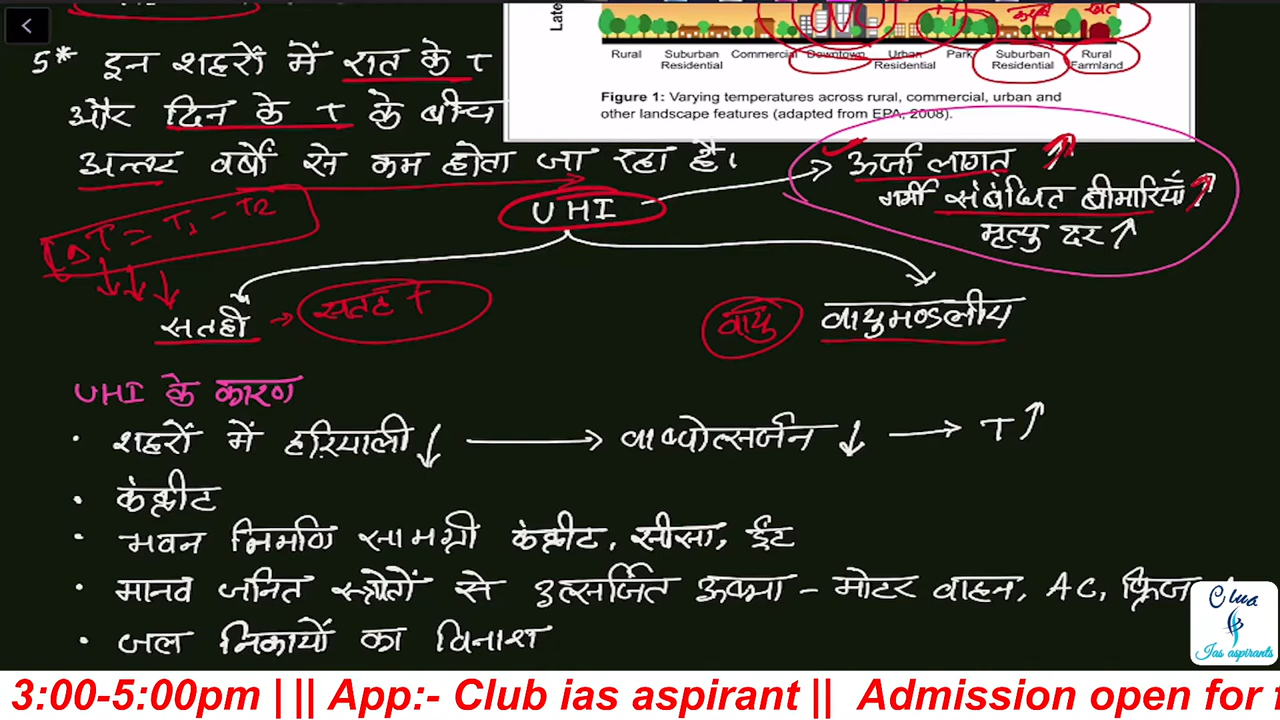 Late
Rural Suburban Residential Commercial Downtown Urban Residential Park Suburban Residential Rural Farmland
Figure 1: Varying temperatures across rural, commercial, urban and
other landscape features (adapted from EPA, 2008).
5* इन शहरों में रात के T
और दिन के T के बीच
अन्तर वर्षों से कम होता जा रहा है।
ΔT = T1 - T2
UHI
ऊर्जा लागत ↑
गर्मी संबंधित बीमारियाँ ↑
मृत्यु दर ↑
सतही → सतह T
वायु वायुमण्डलीय
UHI के कारण
· शहरों में हरियाली ↓ → वाष्पोत्सर्जन ↓ → T ↑
· कंक्रीट
· भवन निर्माण सामग्री कंक्रीट, सीसा, ईट
· मानव जनित स्त्रोतों से उत्सर्जित ऊष्मा - मोटर वाहन, AC, फ्रिज
· जल निकायों का विनाश
Club
Ias aspirants
3:00-5:00pm | || App:- Club ias aspirant || Admission open for